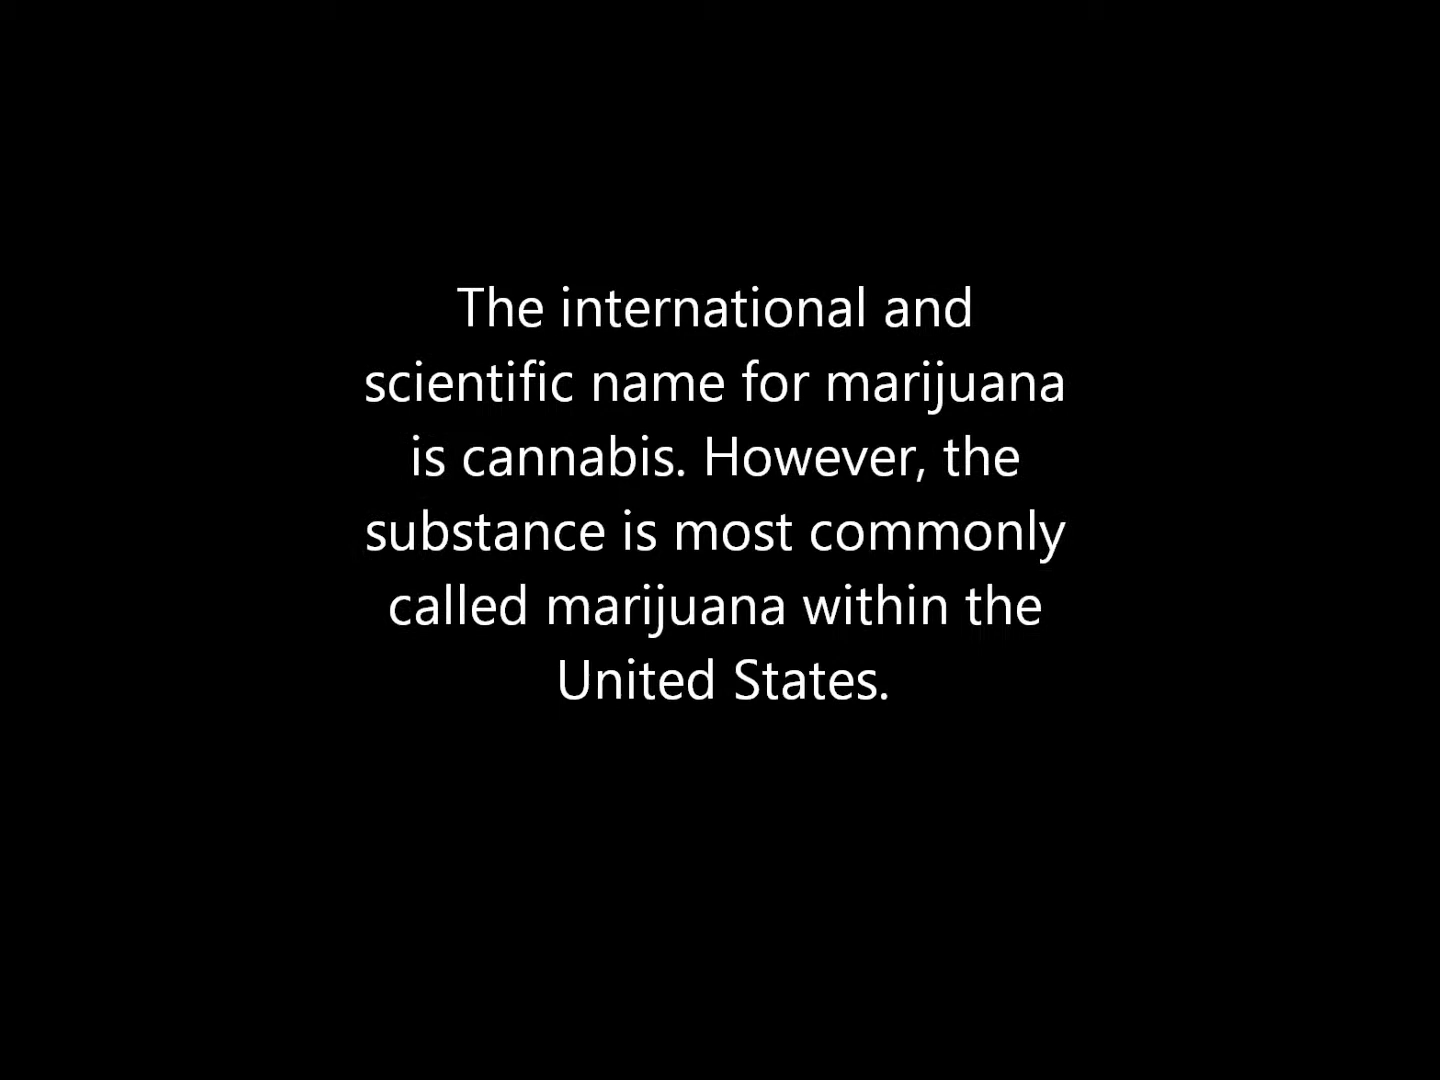 The international and
scientific name for marijuana
is cannabis. However, the
substance is most commonly
called marijuana within the
United States.